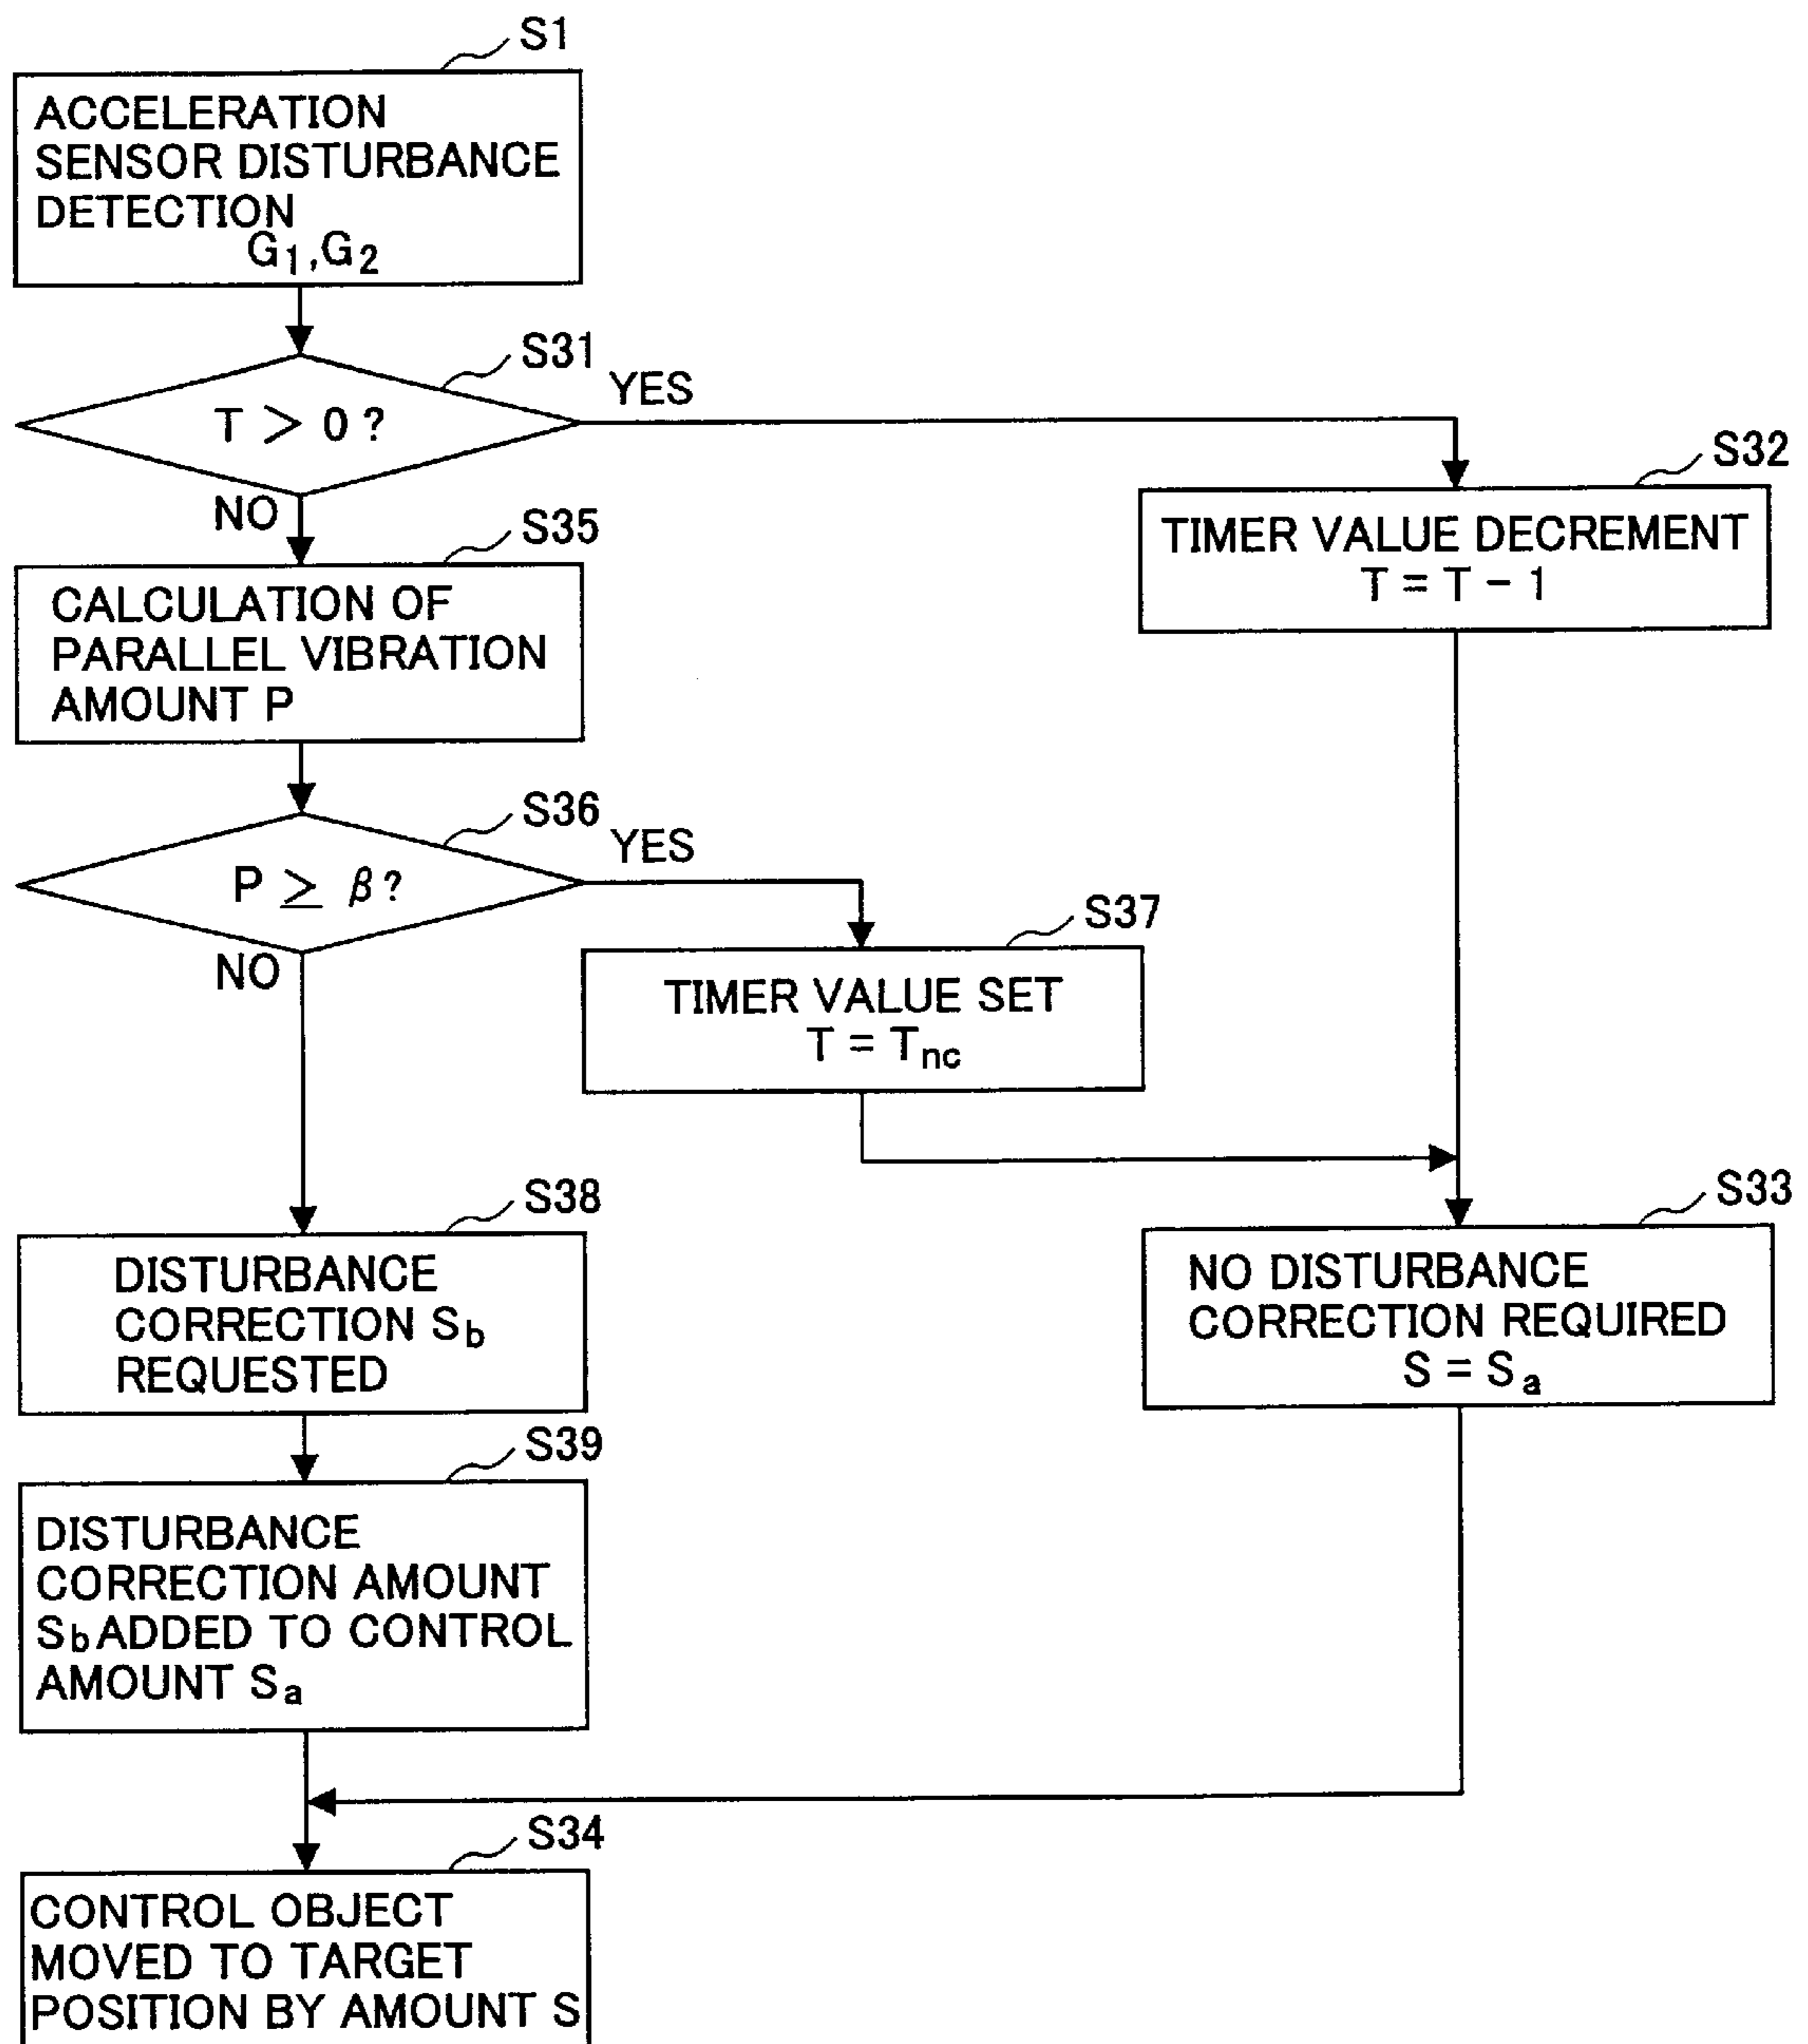 S1
ACCELERATION
SENSOR DISTURBANCE
DETECTION
G1,G2
S31
T > 0?
YES
NO
S32
TIMER VALUE DECREMENT
T = T - 1
S35
CALCULATION OF
PARALLEL VIBRATION
AMOUNT P
S36
P ≥ β?
YES
NO
S37
TIMER VALUE SET
T = Tnc
S38
DISTURBANCE
CORRECTION Sb
REQUESTED
S33
NO DISTURBANCE
CORRECTION REQUIRED
S = Sa
S39
DISTURBANCE
CORRECTION AMOUNT
Sb ADDED TO CONTROL
AMOUNT Sa
S34
CONTROL OBJECT
MOVED TO TARGET
POSITION BY AMOUNT S